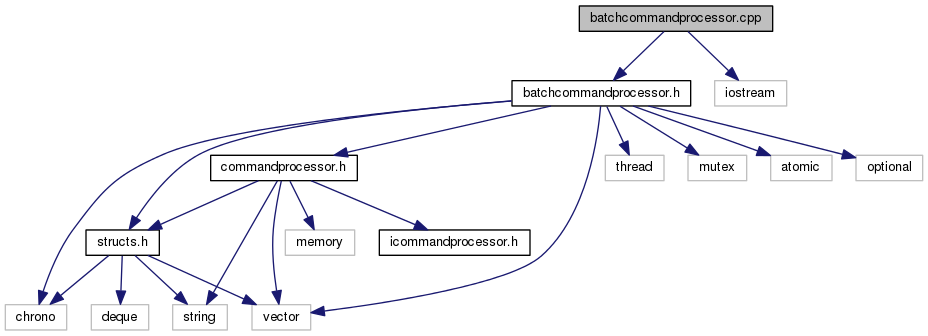 batchcommandprocessor.cpp
batchcommandprocessor.h
iostream
commandprocessor.h
thread
mutex
atomic
optional
structs.h
memory
icommandprocessor.h
chrono
deque
string
vector